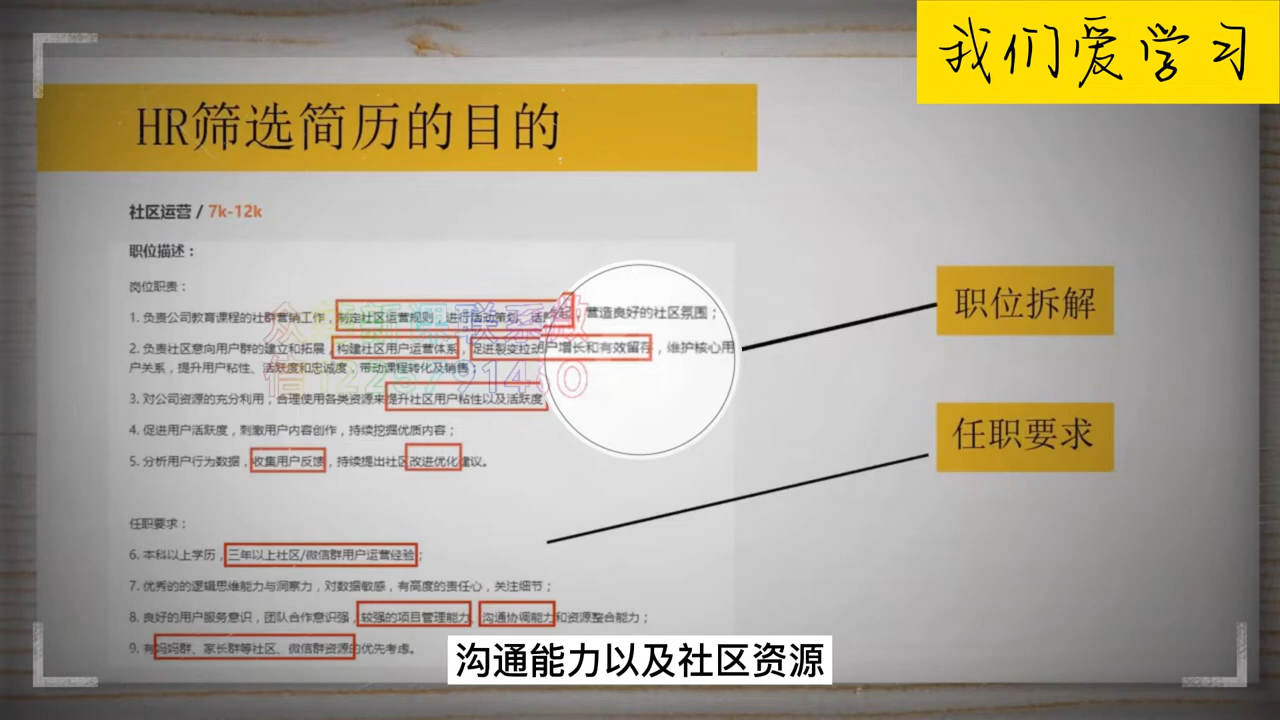 我们爱学习
HR筛选简历的目的
社区运营 / 7k-12k
职位描述：
岗位职责：
1. 负责公司教育课程的社群营销工作，制定社区运营规则，进行活动策划，活跃 ，营造良好的社区氛围；
2. 负责社区意向用户群的建立和拓展，构建社区用户运营体系，促进裂变拉动用户增长和有效留存，维护核心用
户关系，提升用户粘性、活跃度和忠诚度，带动课程转化及销售；
3. 对公司资源的充分利用，合理使用各类资源来提升社区用户粘性以及活跃度
4. 促进用户活跃度，刺激用户内容创作，持续挖掘优质内容；
5. 分析用户行为数据，收集用户反馈，持续提出社区改进优化建议。
任职要求：
6. 本科以上学历，三年以上社区/微信群用户运营经验；
7. 优秀的的逻辑思维能力与洞察力，对数据敏感，有高度的责任心，关注细节；
8. 良好的用户服务意识，团队合作意识强，较强的项目管理能力、沟通协调能力和资源整合能力；
9. 有妈妈群、家长群等社区、微信群资源的优先考虑。
职位拆解
任职要求
沟通能力以及社区资源